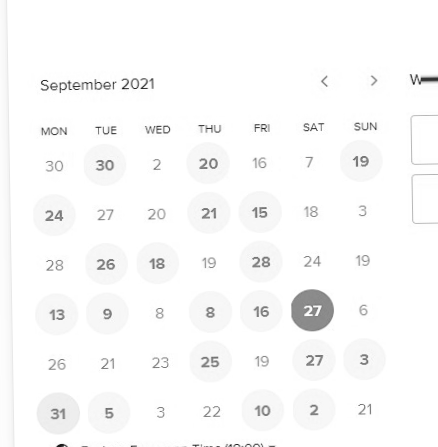 September 2021 < >
MON TUE WED THU FRI SAT SUN
30 30 2 20 16 7 19
24 27 20 21 15 18 3
28 26 18 19 28 24 19
13 9 8 8 16 27 6
26 21 23 25 19 27 3
31 5 3 22 10 2 21